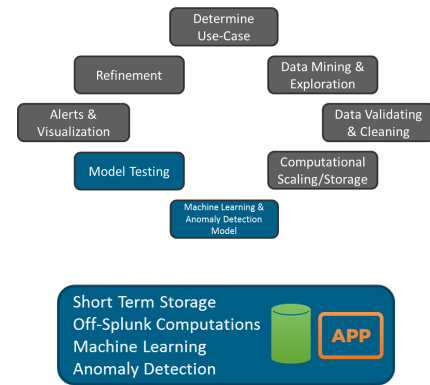 Determine
Use-Case
Refinement
Data Mining &
Exploration
Alerts &
Visualization
Data Validating
& Cleaning
Model Testing
Computational
Scaling/Storage
Machine Learning &
Anomaly Detection
Model
Short Term Storage
Off-Splunk Computations
Machine Learning
Anomaly Detection
APP